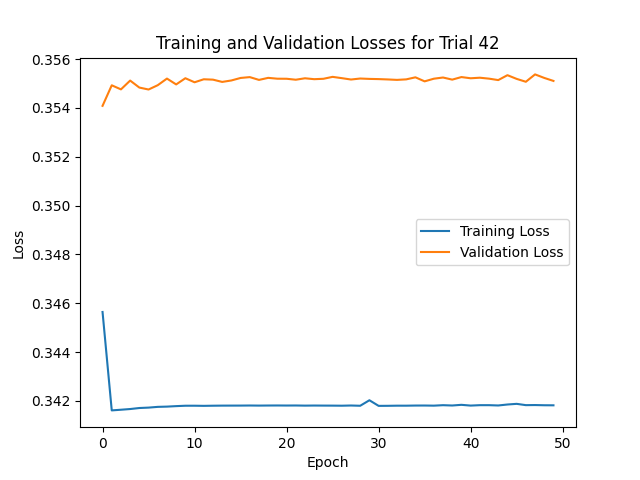 Training and Validation Losses for Trial 42
0.356
0.354
0.352
0.350
0.348
0.346
0.344
0.342
Loss
Training Loss
Validation Loss
0 10 20 30 40 50
Epoch